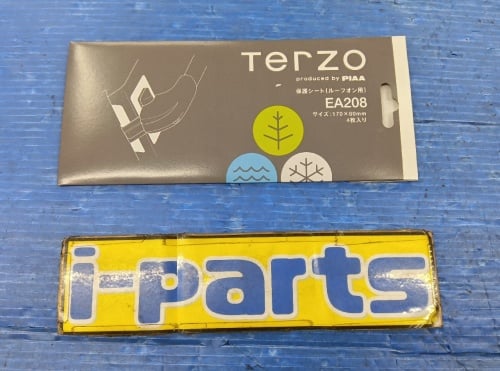 Terzo
produced by PIAA
保護シート(ルーフオン用)
EA208
サイズ:170×80mm
4枚入り
i-parts